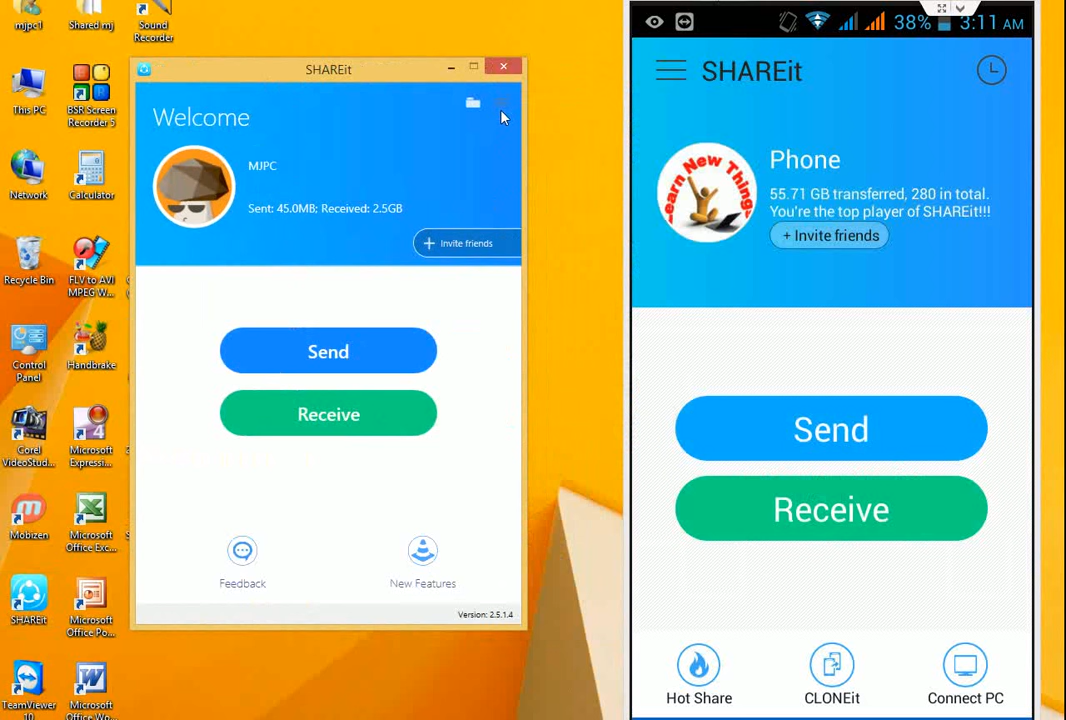 mjpc1
Shared mj
Sound
Recorder
This PC
BSR Screen
Recorder 5
Network
Calculator
Recycle Bin
FLV to AVI
MPEG W...
Control
Panel
Handbrake
Corel
VideoStud...
Microsoft
Expressi...
Mobizen
Microsoft
Office Exc...
SHAREit
Microsoft
Office Po...
TeamViewer
10
Microsoft
Office Wo...
SHAREit
Welcome
MJPC
Sent: 45.0MB; Received: 2.5GB
+ Invite friends
Send
Receive
Feedback
New Features
Version: 2.5.1.4
38% 3:11 AM
SHAREit
Learn New Things
Phone
55.71 GB transferred, 280 in total.
You're the top player of SHAREit!!!
+ Invite friends
Send
Receive
Hot Share
CLONEit
Connect PC